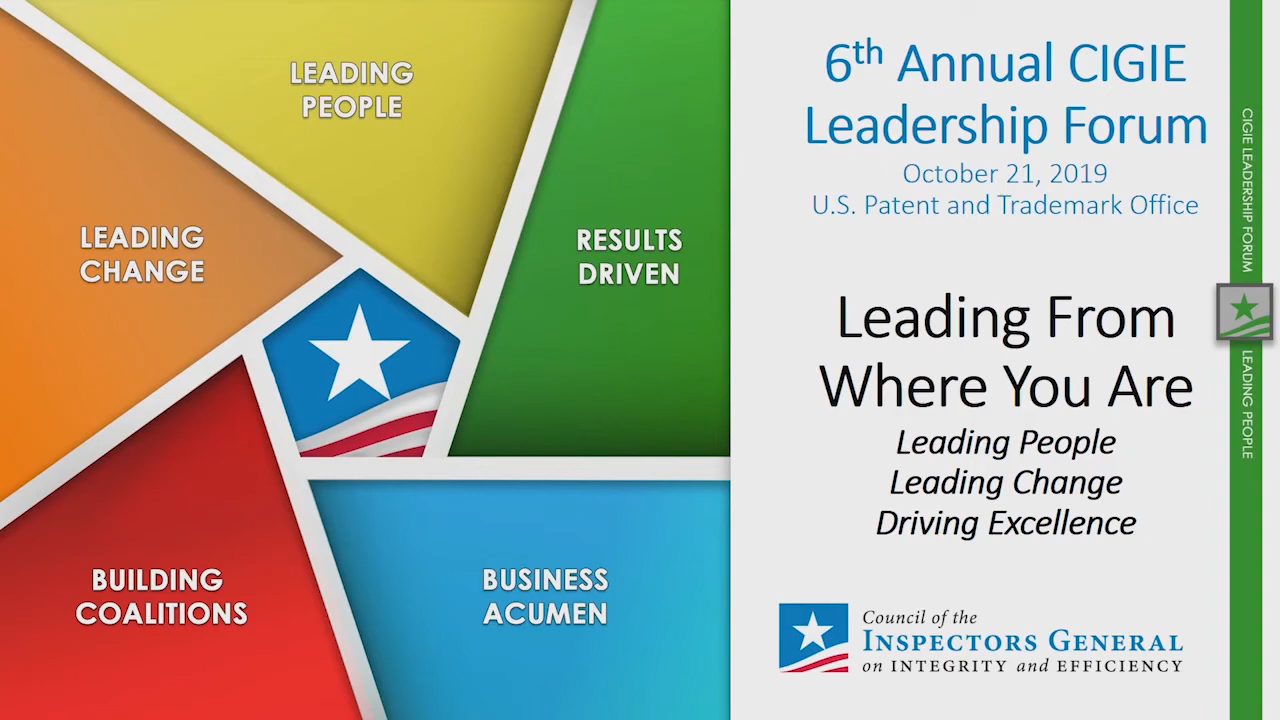 LEADING
PEOPLE
LEADING
CHANGE
RESULTS
DRIVEN
BUILDING
COALITIONS
BUSINESS
ACUMEN
6th Annual CIGIE
Leadership Forum
October 21, 2019
U.S. Patent and Trademark Office
Leading From
Where You Are
Leading People
Leading Change
Driving Excellence
Council of the
INSPECTORS GENERAL
on INTEGRITY and EFFICIENCY
CIGIE LEADERSHIP FORUM
LEADING PEOPLE